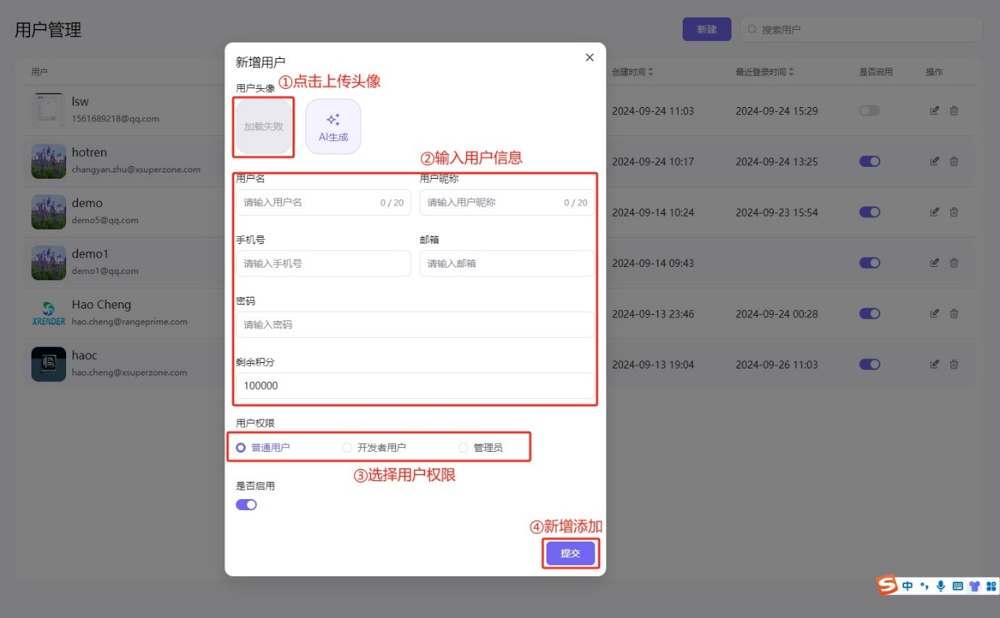 用户管理
新建
搜索用户
用户
创建时间
最近登录时间
是否启用
操作
lsw
1561689218@qq.com
2024-09-24 11:03
2024-09-24 15:29
hotren
changyan.zhu@xsuperzone.com
2024-09-24 10:17
2024-09-24 13:25
demo
demo5@qq.com
2024-09-14 10:24
2024-09-23 15:54
demo1
demo1@qq.com
2024-09-14 09:43
XRENDER
Hao Cheng
hao.cheng@rangeprime.com
2024-09-13 23:46
2024-09-24 00:28
haoc
hao.cheng@xsuperzone.com
2024-09-13 19:04
2024-09-26 11:03
新增用户
用户头像
①点击上传头像
加载失败
AI生成
②输入用户信息
用户名
用户昵称
请输入用户名 0 / 20
请输入用户昵称 0 / 20
手机号
邮箱
请输入手机号
请输入邮箱
密码
请输入密码
剩余积分
100000
用户权限
普通用户
开发者用户
管理员
③选择用户权限
是否启用
④新增添加
提交
中